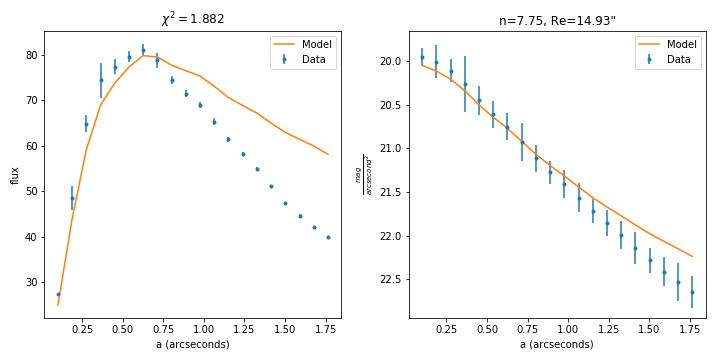 χ² = 1.882
Model
Data
80
70
60
50
40
30
flux
0.25 0.50 0.75 1.00 1.25 1.50 1.75
a (arcseconds)
n=7.75, Re=14.93"
Model
Data
20.0
20.5
21.0
21.5
22.0
22.5
mag
arcsecond²
0.25 0.50 0.75 1.00 1.25 1.50 1.75
a (arcseconds)